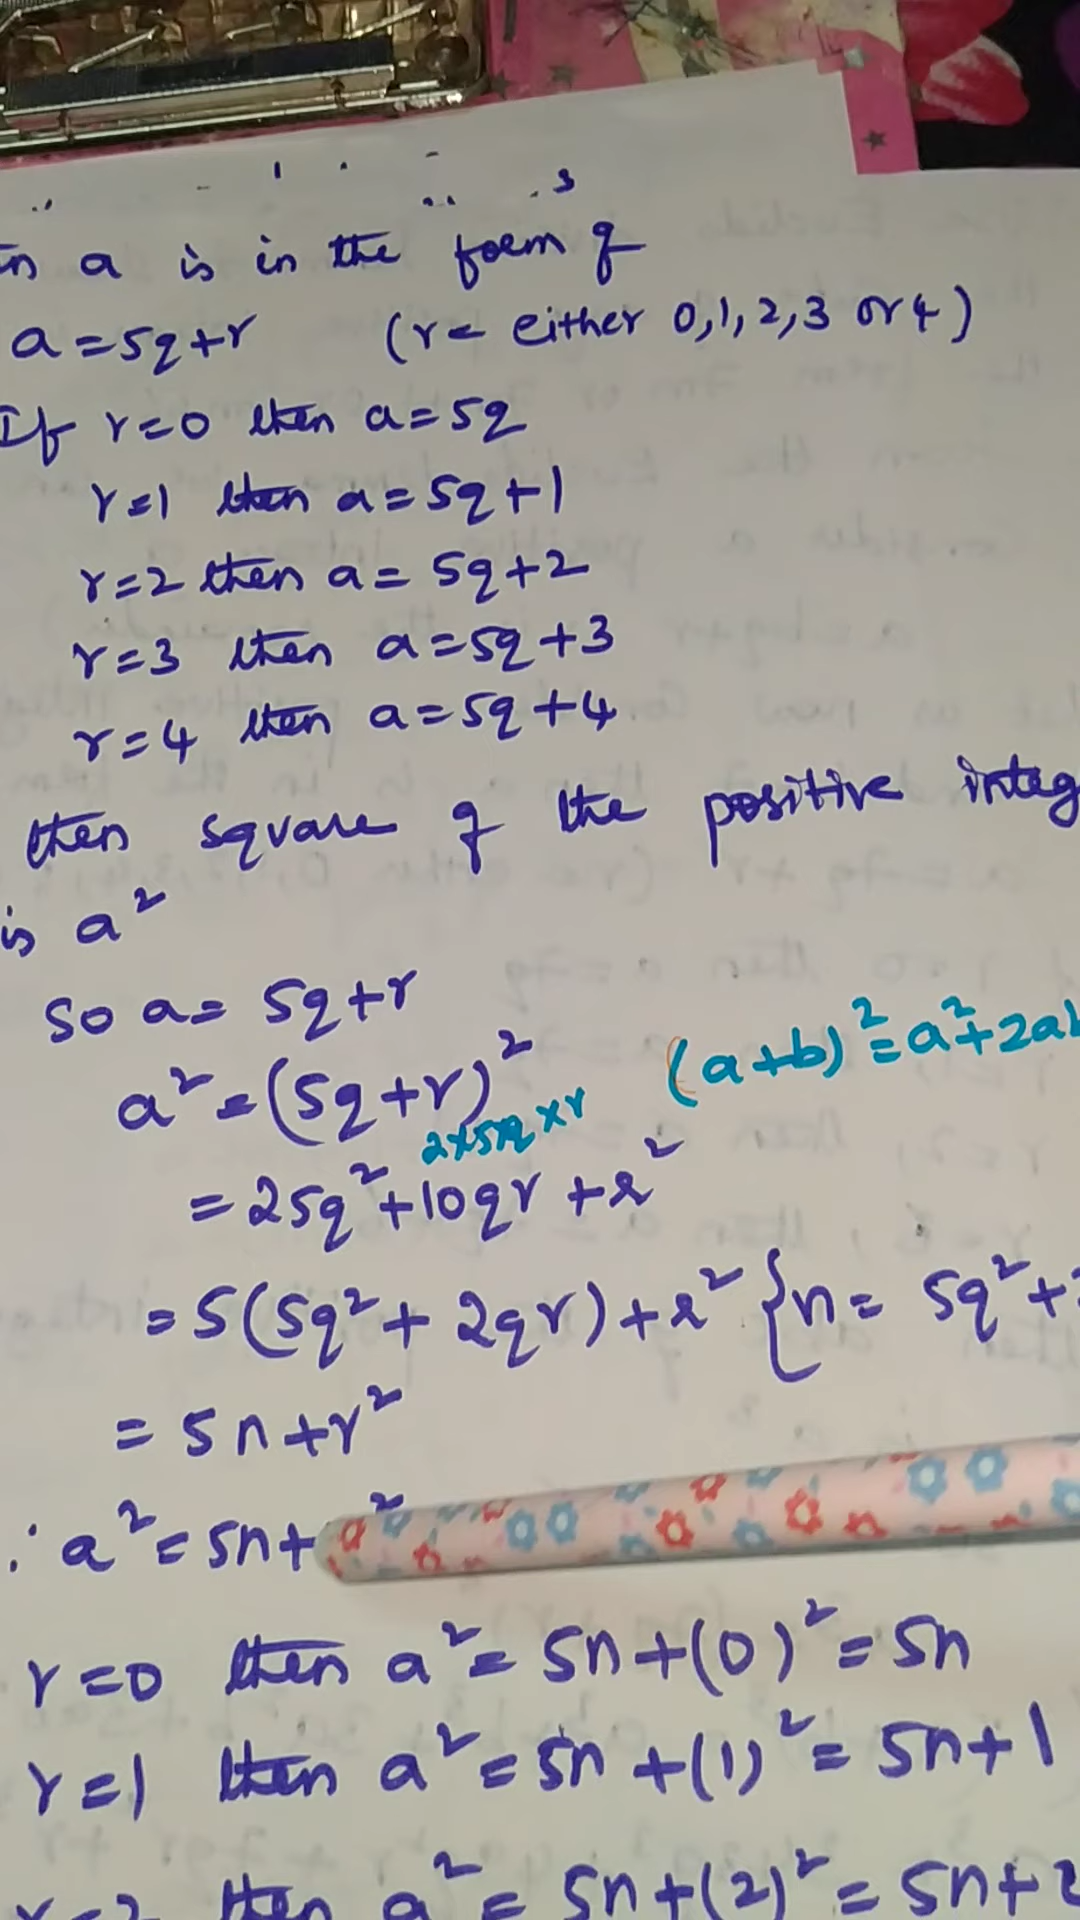 a is in the form of
a = 5q+r (r= either 0,1,2,3 or 4)
If r=0 then a=5q
r=1 then a=5q+1
r=2 then a= 5q+2
r=3 then a=5q+3
r=4 then a=5q+4
then square of the positive integ
is a²
So a= 5q+r
a² = (5q+r)² (a+b)²=a²+2ab
2×5q×r
= 25q²+10qr+r²
= 5(5q²+2qr)+r² {n= 5q²+
= 5n+r²
∴ a² = 5n+
r=0 then a² = 5n+(0)² = 5n
r=1 then a² = 5n+(1)² = 5n+1
r=2 then a² = 5n+(2)² = 5n+